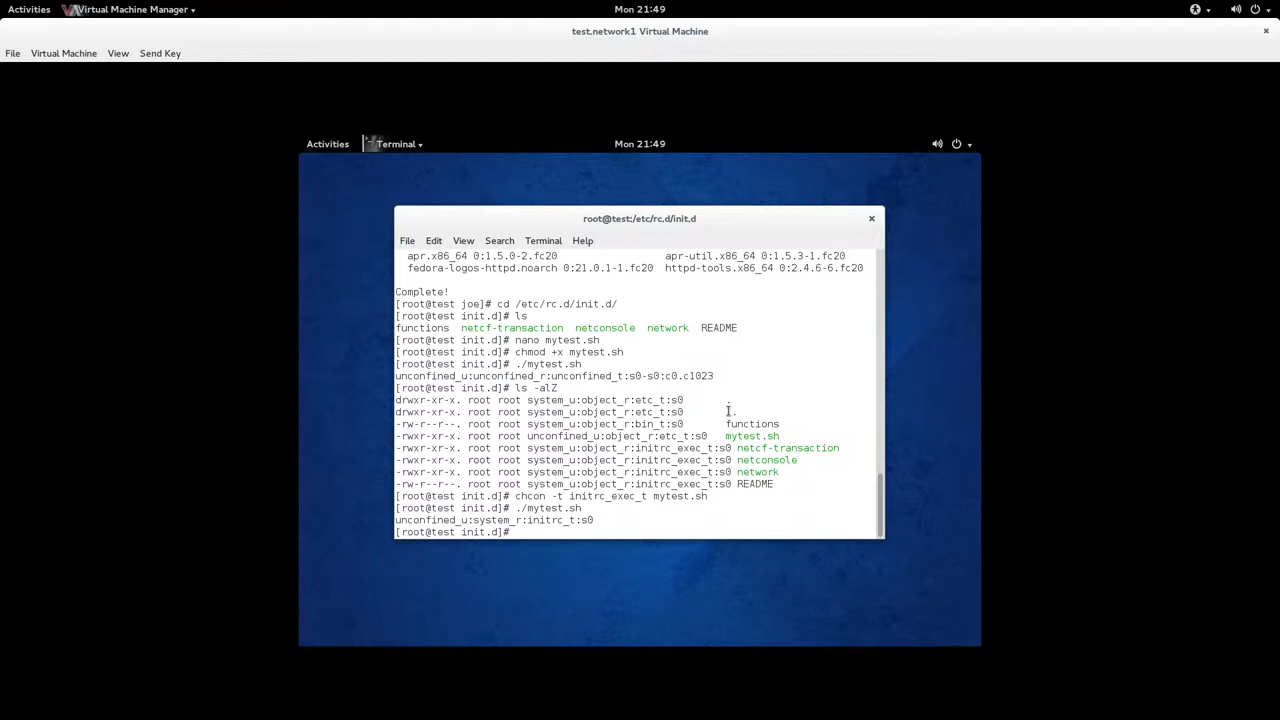 Activities Virtual Machine Manager Mon 21:49
test.network1 Virtual Machine
File Virtual Machine View Send Key
Activities Terminal Mon 21:49
root@test:/etc/rc.d/init.d
File Edit View Search Terminal Help
apr.x86_64 0:1.5.0-2.fc20 apr-util.x86_64 0:1.5.3-1.fc20
fedora-logos-httpd.noarch 0:21.0.1-1.fc20 httpd-tools.x86_64 0:2.4.6-6.fc20
Complete!
[root@test joe]# cd /etc/rc.d/init.d/
[root@test init.d]# ls
functions netcf-transaction netconsole network README
[root@test init.d]# nano mytest.sh
[root@test init.d]# chmod +x mytest.sh
[root@test init.d]# ./mytest.sh
unconfined_u:unconfined_r:unconfined_t:s0-s0:c0.c1023
[root@test init.d]# ls -alZ
drwxr-xr-x. root root system_u:object_r:etc_t:s0 .
drwxr-xr-x. root root system_u:object_r:etc_t:s0 ..
-rw-r--r--. root root system_u:object_r:bin_t:s0 functions
-rwxr-xr-x. root root unconfined_u:object_r:etc_t:s0 mytest.sh
-rwxr-xr-x. root root system_u:object_r:initrc_exec_t:s0 netcf-transaction
-rwxr-xr-x. root root system_u:object_r:initrc_exec_t:s0 netconsole
-rwxr-xr-x. root root system_u:object_r:initrc_exec_t:s0 network
-rw-r--r--. root root system_u:object_r:initrc_exec_t:s0 README
[root@test init.d]# chcon -t initrc_exec_t mytest.sh
[root@test init.d]# ./mytest.sh
unconfined_u:system_r:initrc_t:s0
[root@test init.d]#